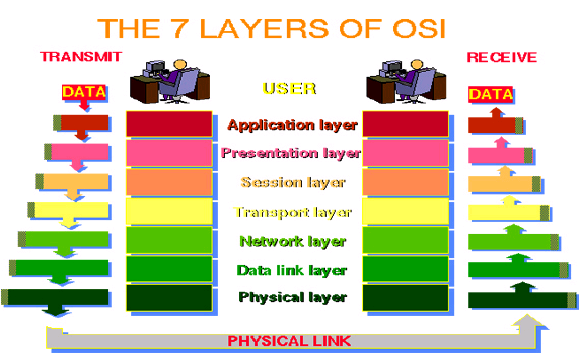 THE 7 LAYERS OF OSI
TRANSMIT
RECEIVE
DATA
USER
DATA
Application layer
Presentation layer
Session layer
Transport layer
Network layer
Data link layer
Physical layer
PHYSICAL LINK